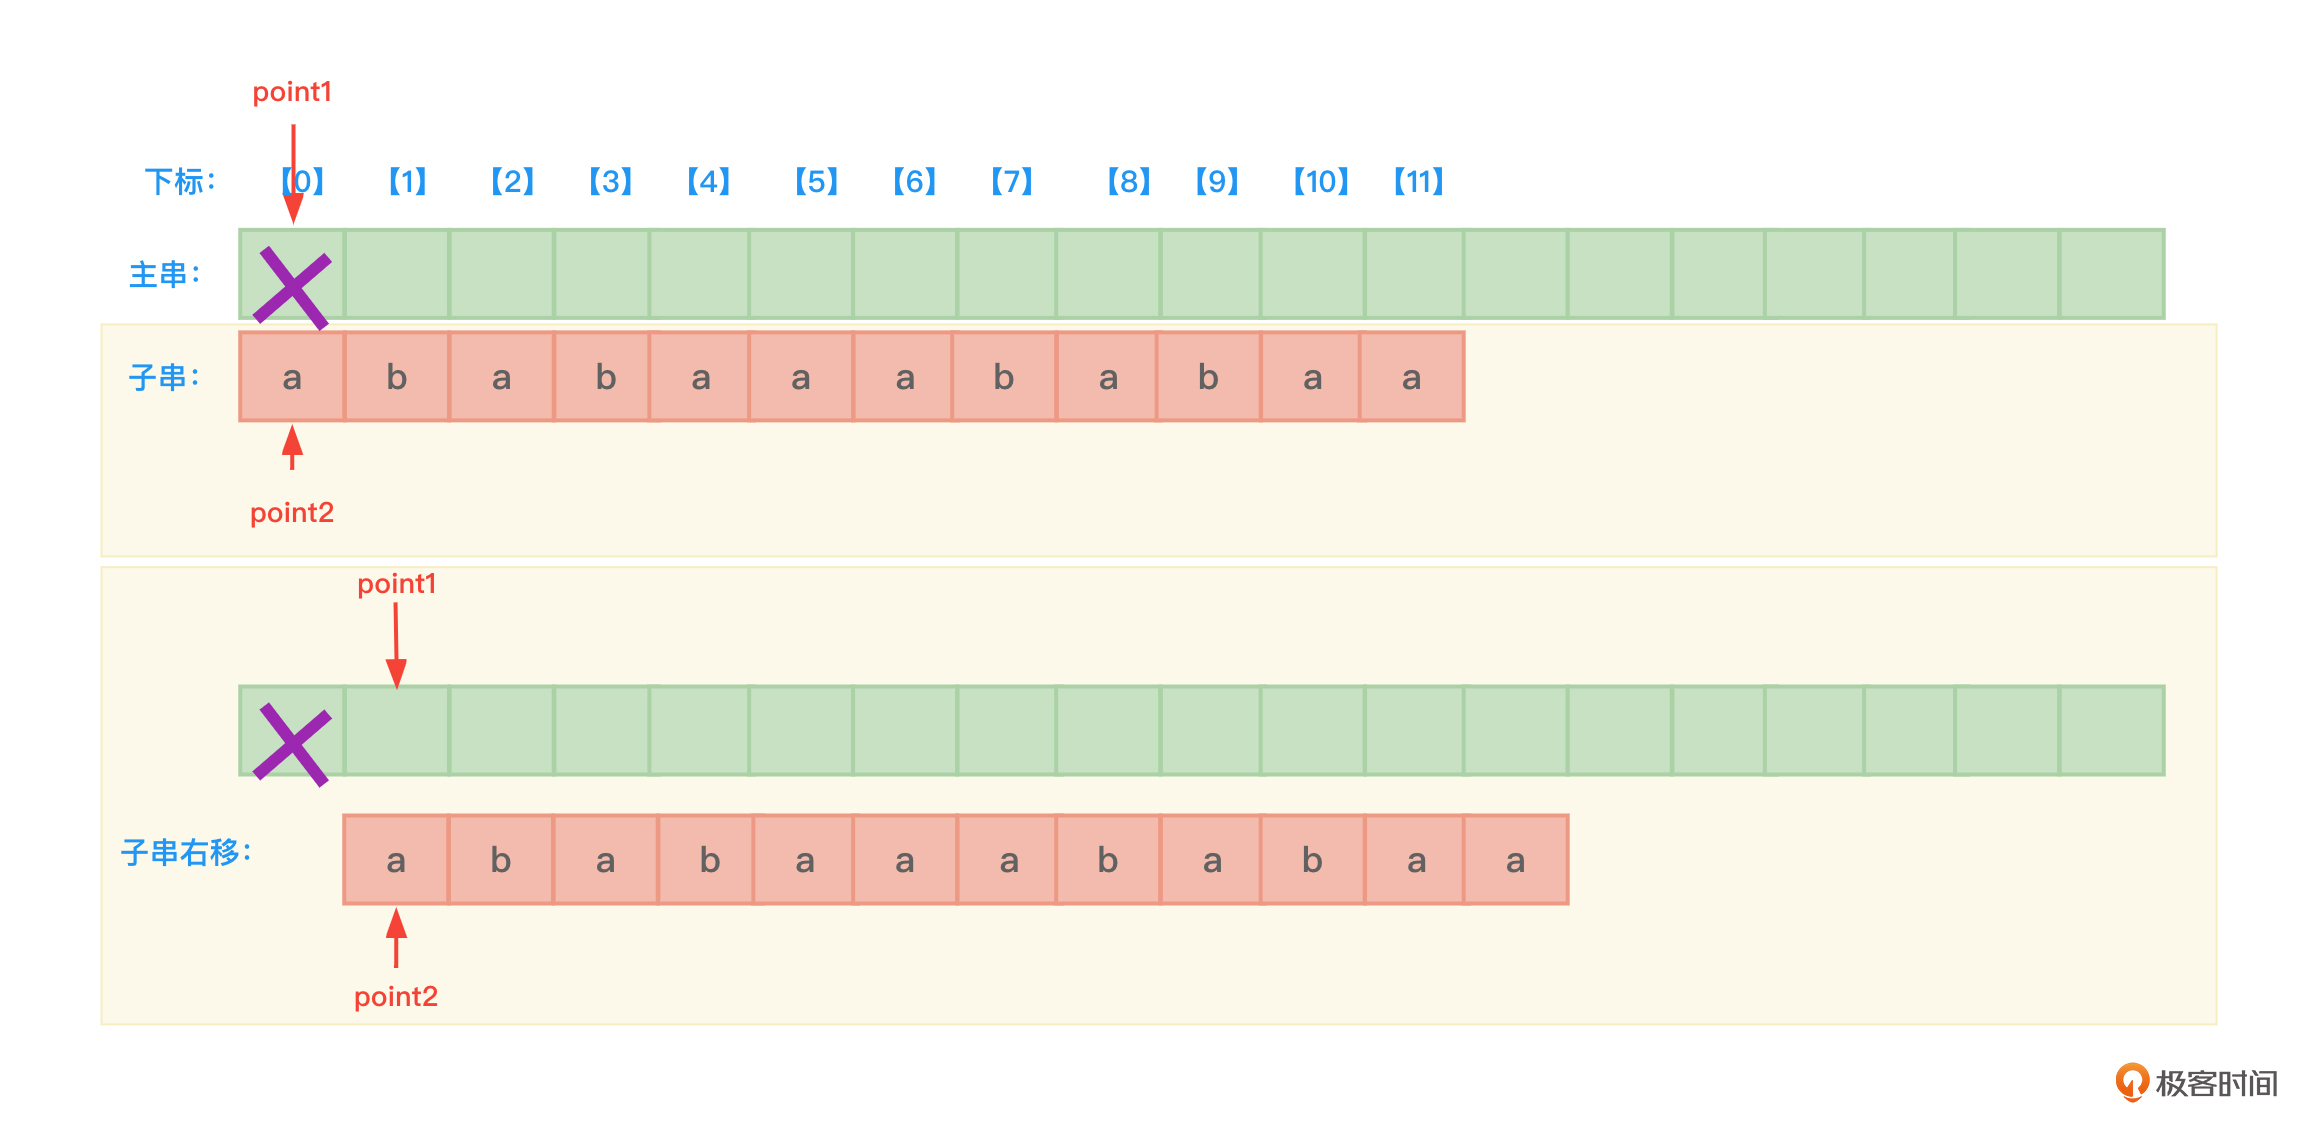 point1
下标： 【0】 【1】 【2】 【3】 【4】 【5】 【6】 【7】 【8】 【9】 【10】 【11】
主串：
子串： a b a b a a a b a b a a
point2
point1
子串右移： a b a b a a a b a b a a
point2
极客时间